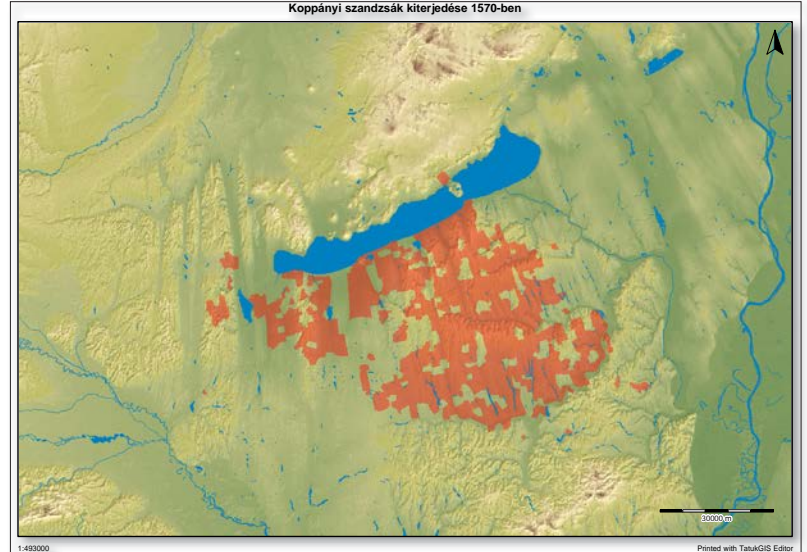 Koppányi szandzsák kiterjedése 1570-ben
30000 m
1:493000
Printed with TatukGIS Editor